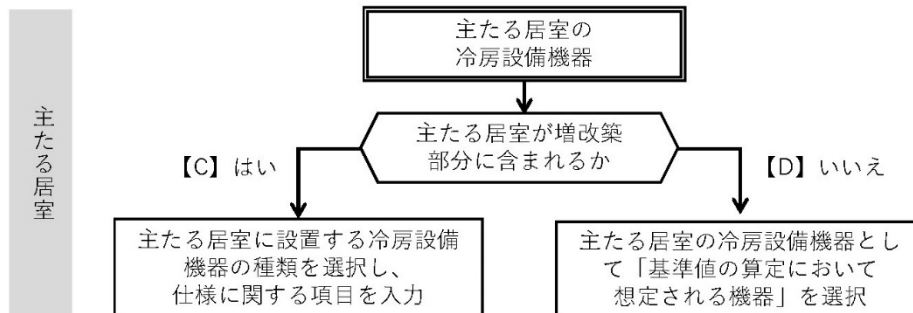 主たる居室
主たる居室の
冷房設備機器
主たる居室が増改築
部分に含まれるか
【C】はい
【D】いいえ
主たる居室に設置する冷房設備
機器の種類を選択し、
仕様に関する項目を入力
主たる居室の冷房設備機器とし
て「基準値の算定において
想定される機器」を選択